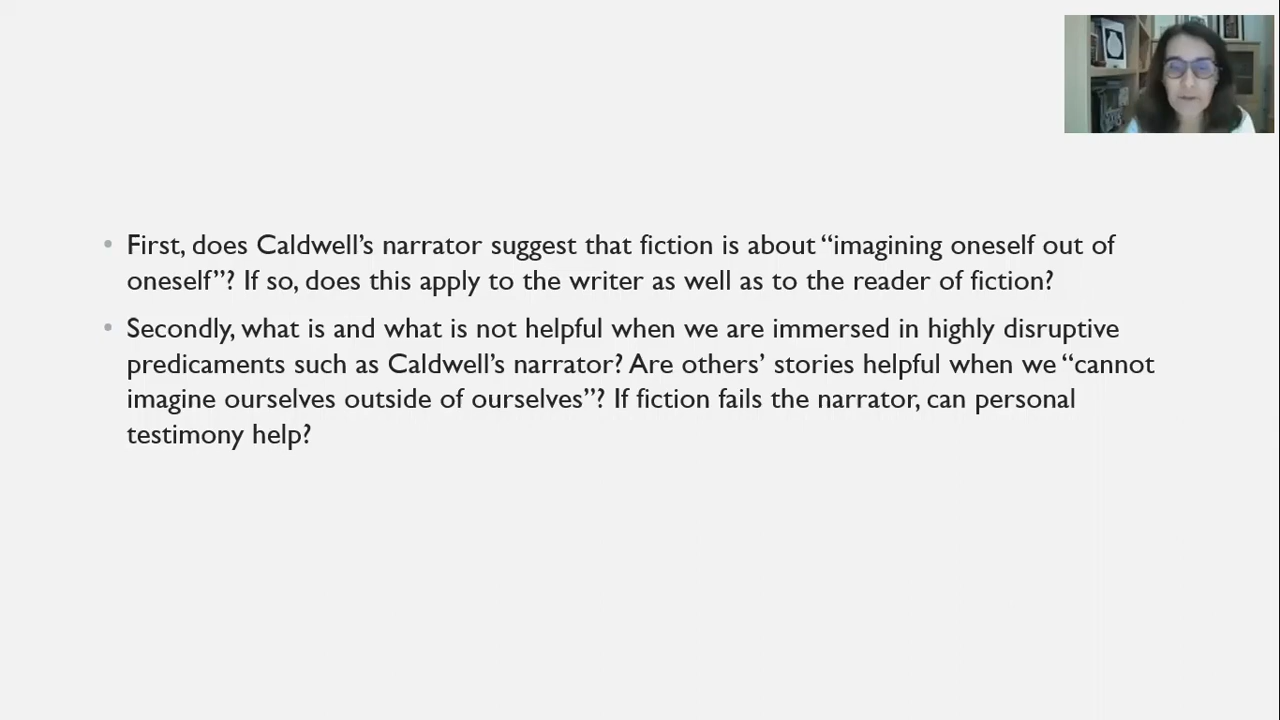 • First, does Caldwell’s narrator suggest that fiction is about “imagining oneself out of
oneself”? If so, does this apply to the writer as well as to the reader of fiction?
• Secondly, what is and what is not helpful when we are immersed in highly disruptive
predicaments such as Caldwell’s narrator? Are others’ stories helpful when we “cannot
imagine ourselves outside of ourselves”? If fiction fails the narrator, can personal
testimony help?